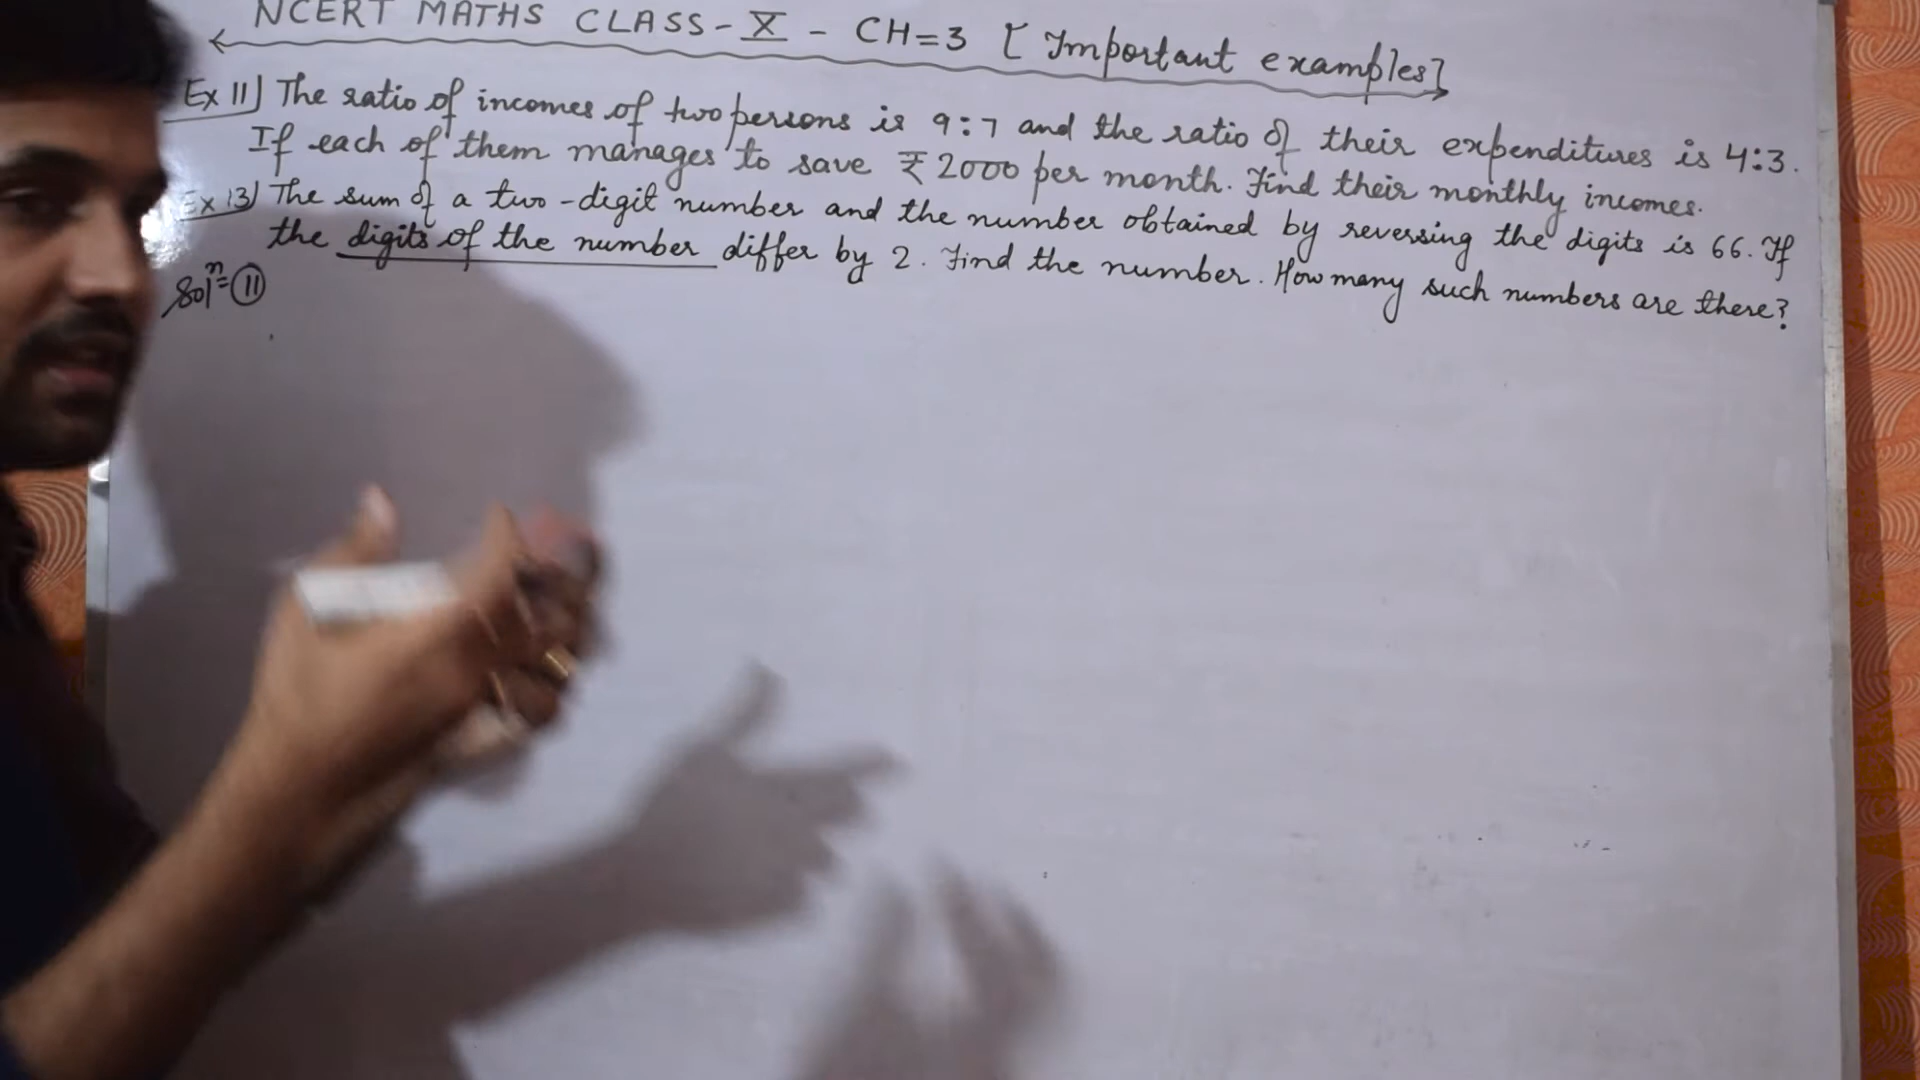 NCERT MATHS CLASS-X - CH=3 [Important examples]
Ex 11) The ratio of incomes of two persons is 9:7 and the ratio of their expenditures is 4:3.
If each of them manages to save ₹2000 per month. Find their monthly incomes.
Ex 13) The sum of a two-digit number and the number obtained by reversing the digits is 66. If
the digits of the number differ by 2. Find the number. How many such numbers are there?
Solⁿ= ⑪